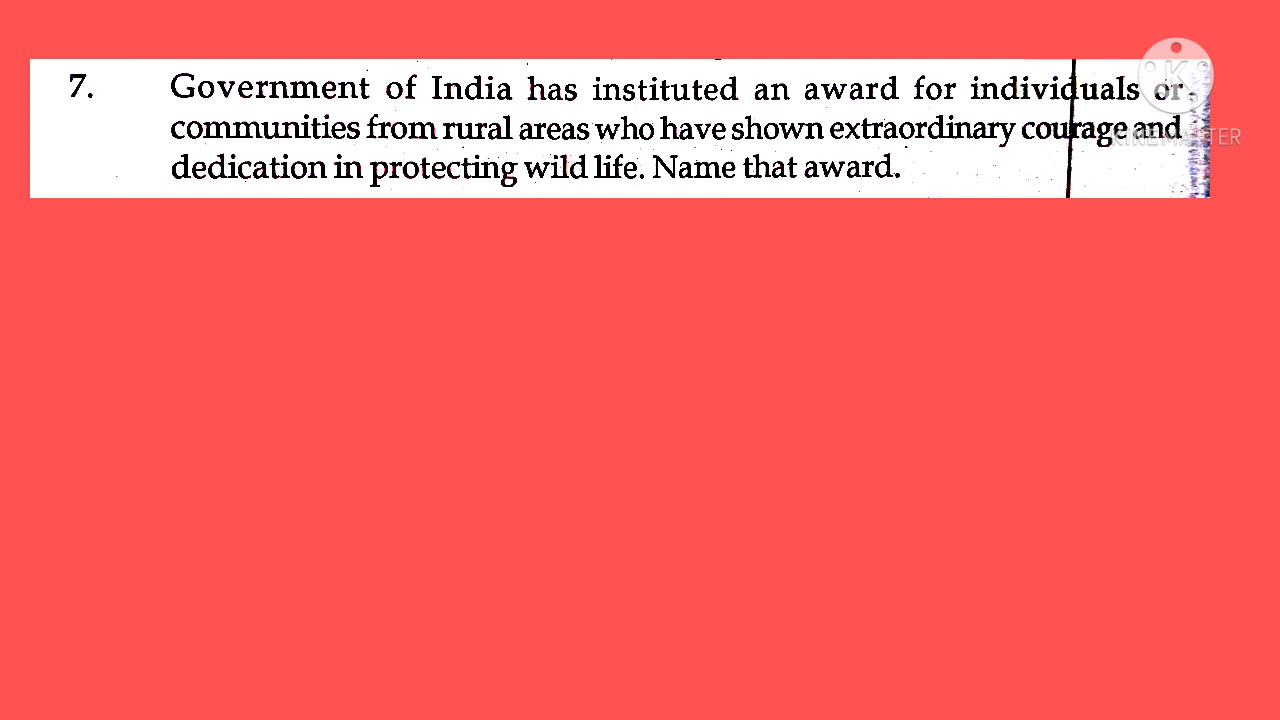 7. Government of India has instituted an award for individuals or
communities from rural areas who have shown extraordinary courage and
dedication in protecting wild life. Name that award.
K
KINEMASTER